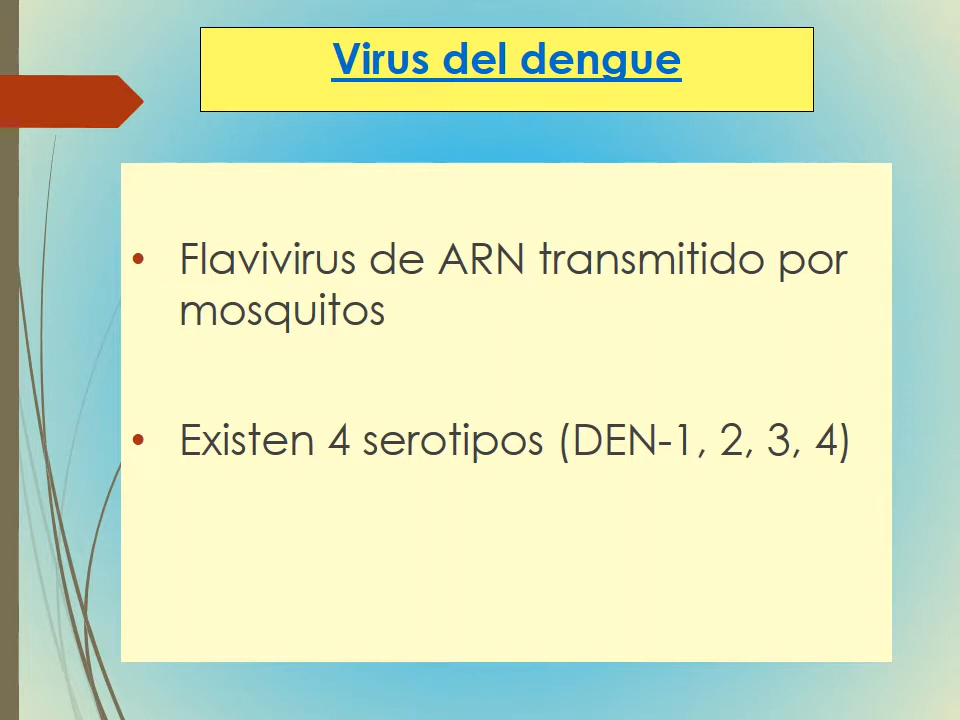 Virus del dengue
• Flavivirus de ARN transmitido por
mosquitos
• Existen 4 serotipos (DEN-1, 2, 3, 4)